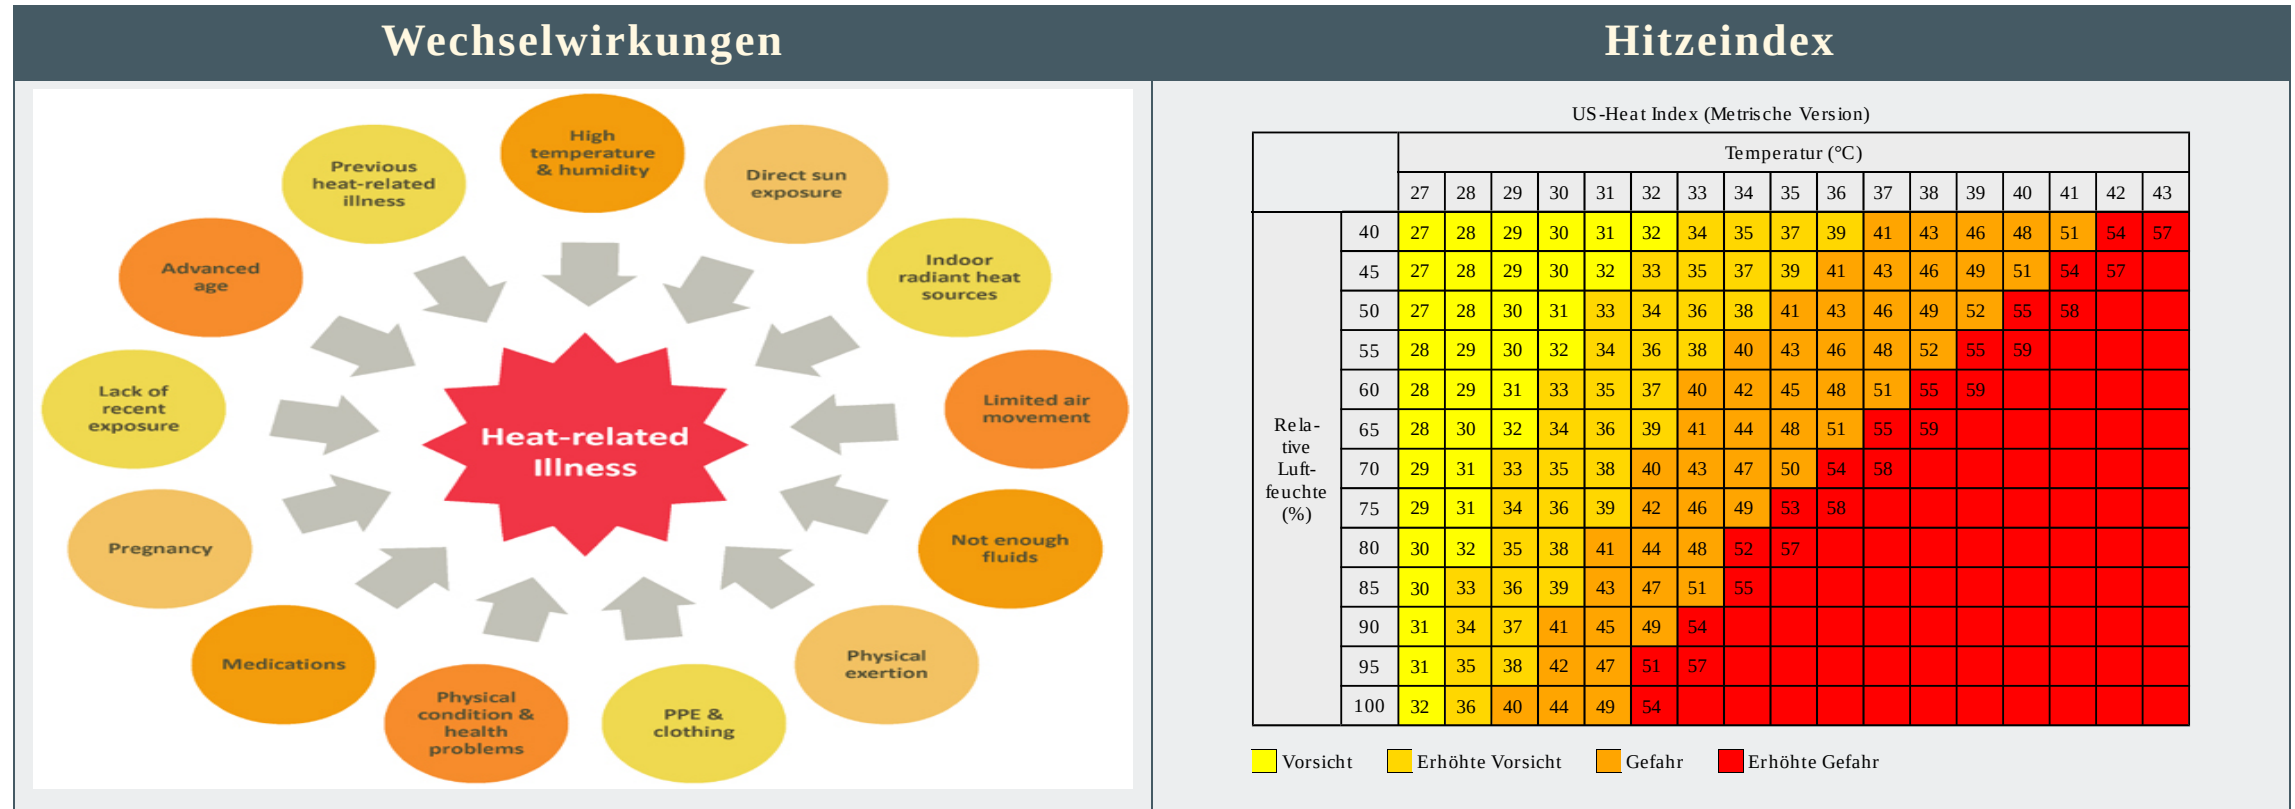 Wechselwirkungen
High
temperature
& humidity
Previous
heat-related
illness
Direct sun
exposure
Advanced
age
Indoor
radiant heat
sources
Lack of
recent
exposure
Limited air
movement
Heat-related
Illness
Pregnancy
Not enough
fluids
Medications
Physical
exertion
Physical
condition &
health
problems
PPE &
clothing
Hitzeindex
US-Heat Index (Metrische Version)
Temperatur (°C)
27 28 29 30 31 32 33 34 35 36 37 38 39 40 41 42 43
Rela-
tive
Luft-
feuchte
(%)
40 27 28 29 30 31 32 34 35 37 39 41 43 46 48 51 54 57
45 27 28 29 30 32 33 35 37 39 41 43 46 49 51 54 57
50 27 28 30 31 33 34 36 38 41 43 46 49 52 55 58
55 28 29 30 32 34 36 38 40 43 46 48 52 55 59
60 28 29 31 33 35 37 40 42 45 48 51 55 59
65 28 30 32 34 36 39 41 44 48 51 55 59
70 29 31 33 35 38 40 43 47 50 54 58
75 29 31 34 36 39 42 46 49 53 58
80 30 32 35 38 41 44 48 52 57
85 30 33 36 39 43 47 51 55
90 31 34 37 41 45 49 54
95 31 35 38 42 47 51 57
100 32 36 40 44 49 54
Vorsicht Erhöhte Vorsicht Gefahr Erhöhte Gefahr